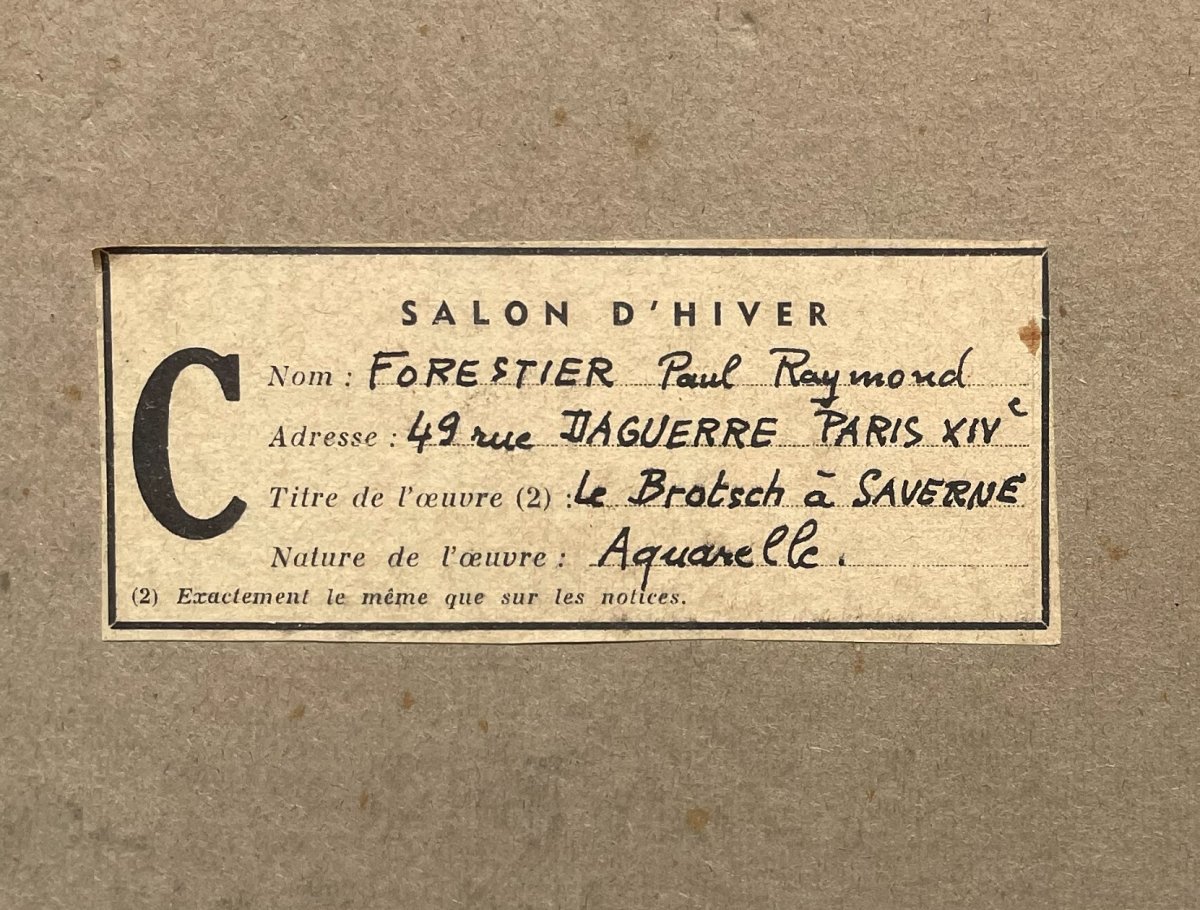 SALON D'HIVER
C
Nom : FORESTIER Paul Raymond
Adresse : 49 rue DAGUERRE PARIS XIVe
Titre de l'œuvre (2) : Le Brotsch à SAVERNE
Nature de l'œuvre : Aquarelle.
(2) Exactement le même que sur les notices.